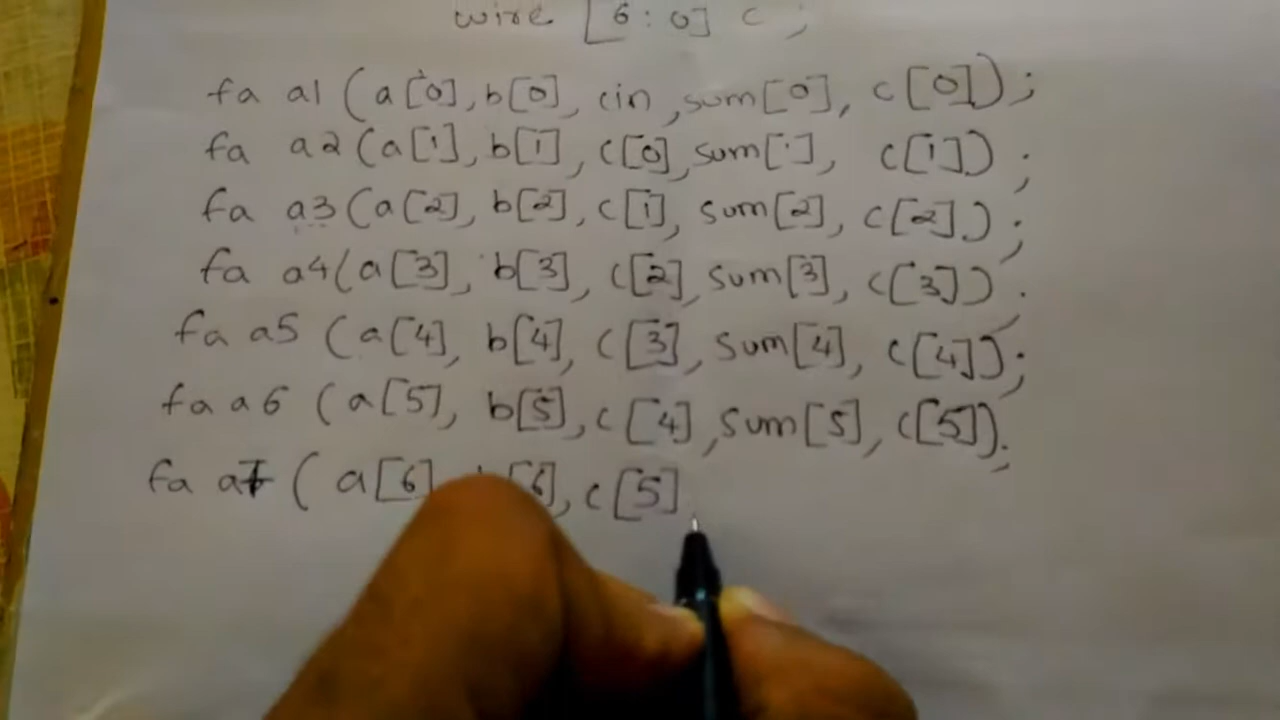 wire [6:0] c ;
fa a1 (a[0], b[0], cin, sum[0], c[0]);
fa a2 (a[1], b[1], c[0], sum[1], c[1]);
fa a3 (a[2], b[2], c[1], sum[2], c[2]);
fa a4 (a[3], b[3], c[2], sum[3], c[3]);
fa a5 (a[4], b[4], c[3], sum[4], c[4]);
fa a6 (a[5], b[5], c[4], sum[5], c[5]);
fa a7 ( a[6] [6], c[5]